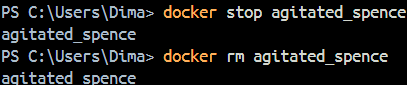 PS C:\Users\Dima> docker stop agitated_spence
agitated_spence
PS C:\Users\Dima> docker rm agitated_spence
agitated_spence